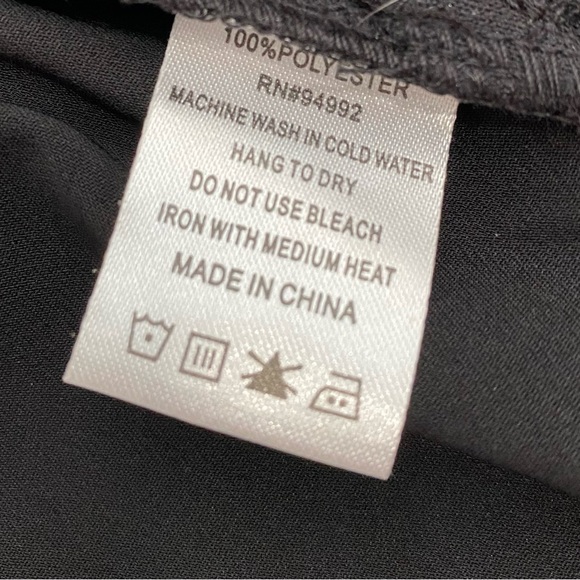 100%POLYESTER
RN#94992
MACHINE WASH IN COLD WATER
HANG TO DRY
DO NOT USE BLEACH
IRON WITH MEDIUM HEAT
MADE IN CHINA